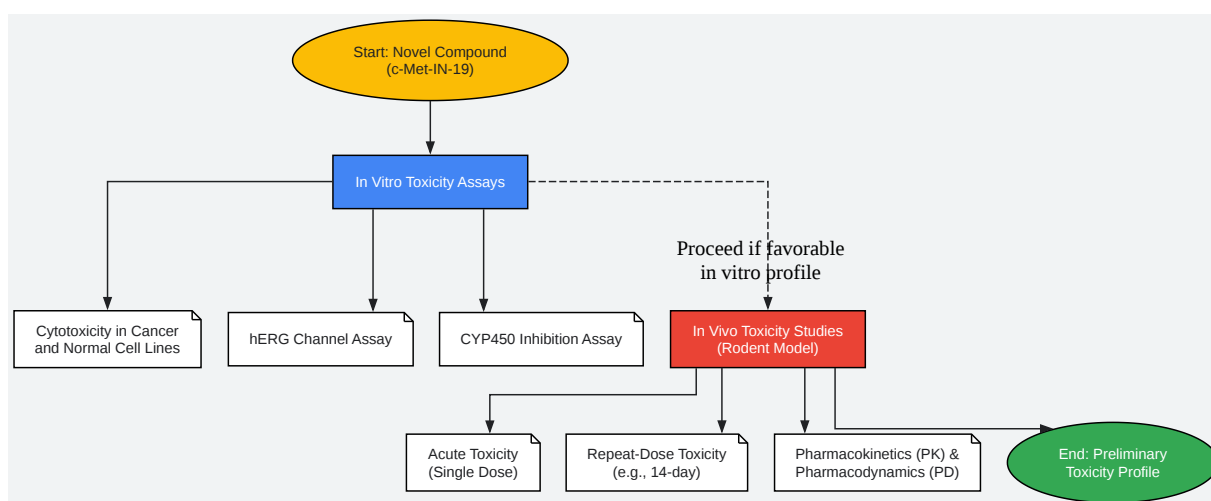 Start: Novel Compound
(c-Met-IN-19)
In Vitro Toxicity Assays
Proceed if favorable
in vitro profile
Cytotoxicity in Cancer
and Normal Cell Lines
hERG Channel Assay
CYP450 Inhibition Assay
In Vivo Toxicity Studies
(Rodent Model)
Acute Toxicity
(Single Dose)
Repeat-Dose Toxicity
(e.g., 14-day)
Pharmacokinetics (PK) &
Pharmacodynamics (PD)
End: Preliminary
Toxicity Profile